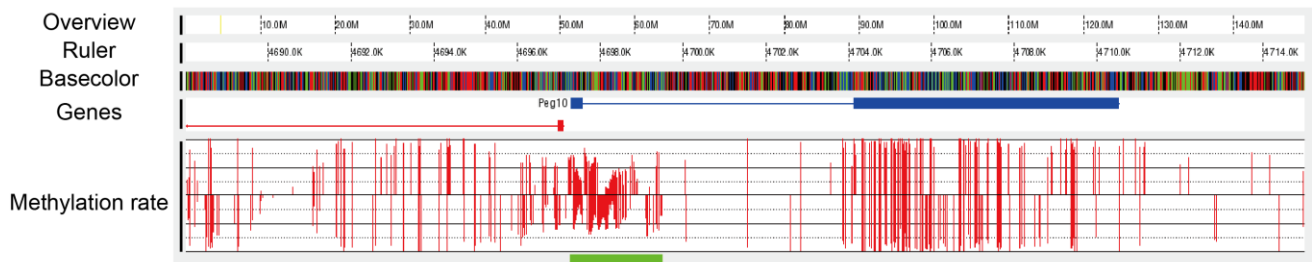 Overview 10.0M 20.0M 30.0M 40.0M 50.0M 60.0M 70.0M 80.0M 90.0M 100.0M 110.0M 120.0M 130.0M 140.0M
Ruler 4690.0K 4692.0K 4694.0K 4696.0K 4698.0K 4700.0K 4702.0K 4704.0K 4706.0K 4708.0K 4710.0K 4712.0K 4714.0K
Basecolor
Peg10
Genes
Methylation rate